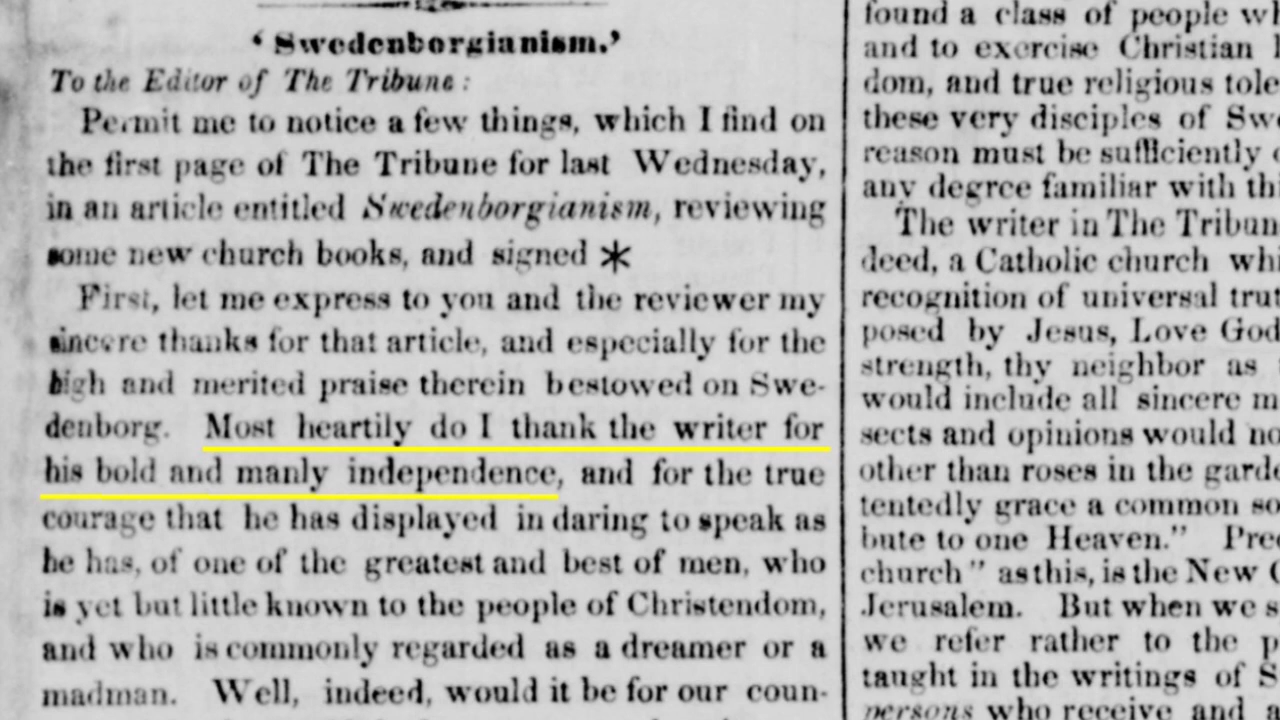 ‘ Swedenborgianism.’
To the Editor of The Tribune :
Permit me to notice a few things, which I find on
the first page of The Tribune for last Wednesday,
in an article entitled Swedenborgianism, reviewing
some new church books, and signed *
First, let me express to you and the reviewer my
sincere thanks for that article, and especially for the
high and merited praise therein bestowed on Swe-
denborg. Most heartily do I thank the writer for
his bold and manly independence, and for the true
courage that he has displayed in daring to speak as
he has, of one of the greatest and best of men, who
is yet but little known to the people of Christendom,
and who is commonly regarded as a dreamer or a
madman. Well, indeed, would it be for our coun-
found a class of people wh
and to exercise Christian
dom, and true religious tole
these very disciples of Swe
reason must be sufficiently
any degree familiar with thi
The writer in The Tribun
deed, a Catholic church whi
recognition of universal trut
posed by Jesus, Love God
strength, thy neighbor as
would include all sincere m
sects and opinions would no
other than roses in the garde
tentedly grace a common so
bute to one Heaven.” Prec
church ” as this, is the New C
Jerusalem. But when we s
we refer rather to the p
taught in the writings of S
persons who receive and a